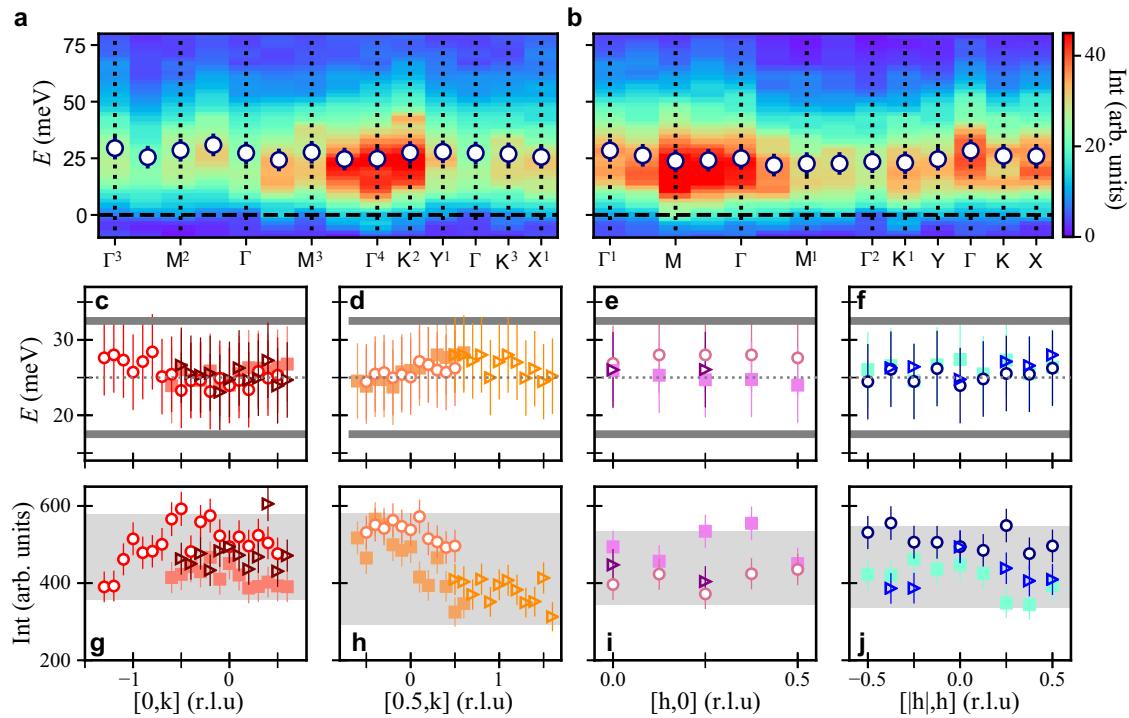 a b
75
50
25
0
E (meV)
Γ³ M² Γ M³ Γ⁴ K² Y¹ Γ K³ X¹
Γ¹ M Γ M¹ Γ² K¹ Y Γ K X
40
20
0
Int (arb. units)
c d e f
30
20
E (meV)
600
400
200
Int (arb. units)
g h i j
−1 0 0 1 0.0 0.5 −0.5 0.0 0.5
[0,k] (r.l.u) [0.5,k] (r.l.u) [h,0] (r.l.u) [|h|,h] (r.l.u)